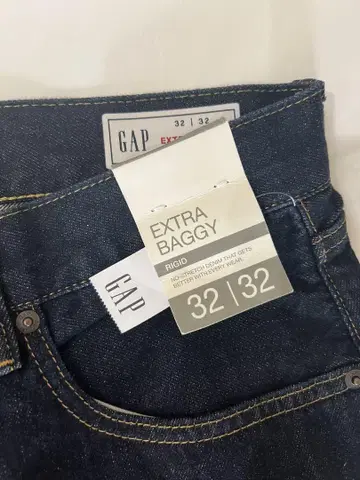 32 | 32
GAP
EXTRA
BAGGY
RIGID
NO-STRETCH DENIM THAT GETS
BETTER WITH EVERY WEAR.
32 | 32
GAP